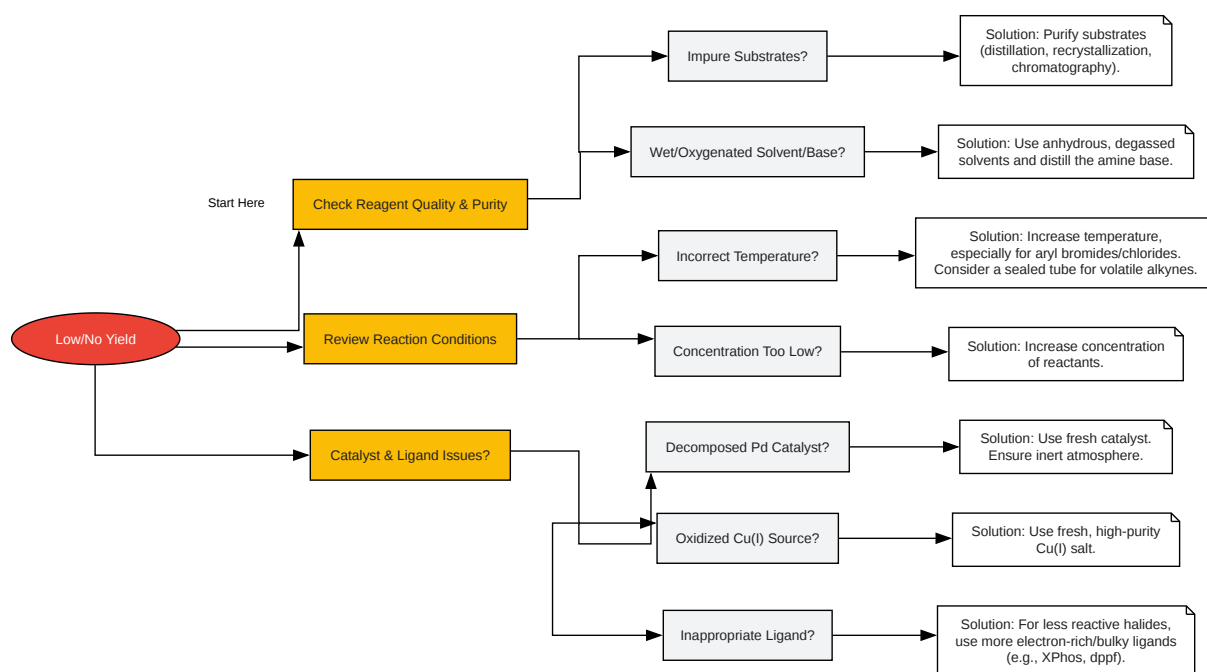 Impure Substrates?
Solution: Purify substrates
(distillation, recrystallization,
chromatography).
Wet/Oxygenated Solvent/Base?
Solution: Use anhydrous, degassed
solvents and distill the amine base.
Start Here
Check Reagent Quality & Purity
Incorrect Temperature?
Solution: Increase temperature,
especially for aryl bromides/chlorides.
Consider a sealed tube for volatile alkynes.
Low/No Yield
Review Reaction Conditions
Concentration Too Low?
Solution: Increase concentration
of reactants.
Catalyst & Ligand Issues?
Decomposed Pd Catalyst?
Solution: Use fresh catalyst.
Ensure inert atmosphere.
Oxidized Cu(I) Source?
Solution: Use fresh, high-purity
Cu(I) salt.
Inappropriate Ligand?
Solution: For less reactive halides,
use more electron-rich/bulky ligands
(e.g., XPhos, dppf).